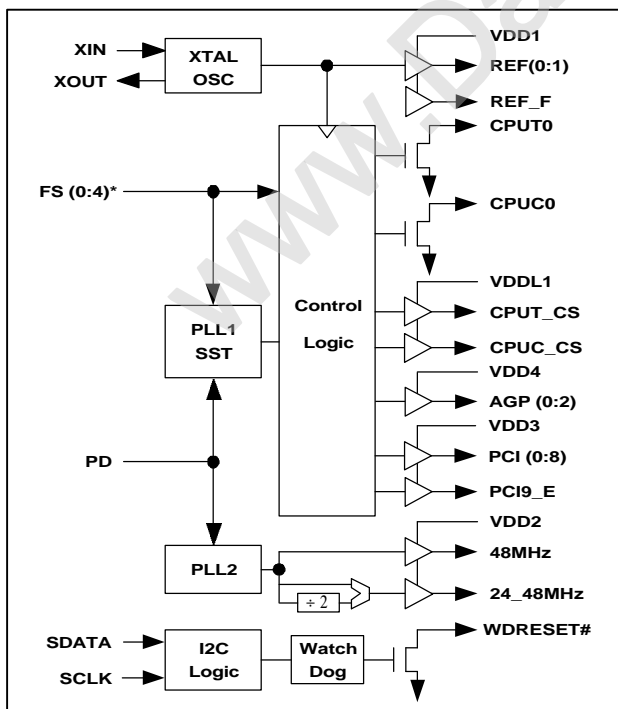 XIN
XOUT
XTAL
OSC
VDD1
REF(0:1)
REF_F
CPUT0
FS (0:4)*
CPUC0
VDDL1
Control
Logic
CPUT_CS
PLL1
SST
CPUC_CS
VDD4
AGP (0:2)
VDD3
PD
PCI (0:8)
PCI9_E
VDD2
PLL2
48MHz
÷ 2
24_48MHz
SDATA
SCLK
I2C
Logic
Watch
Dog
WDRESET#
www.Da